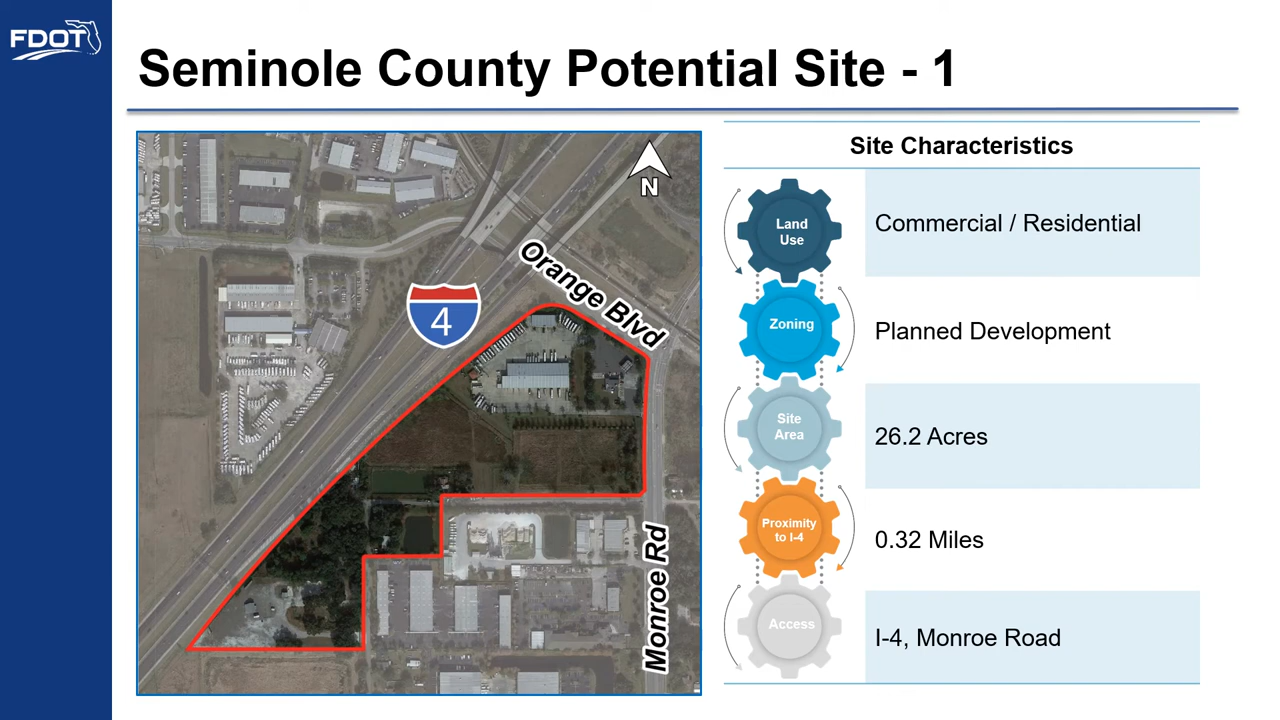 FDOT
Seminole County Potential Site - 1
N
Orange Blvd
4
Monroe Rd
Site Characteristics
Land
Use
Commercial / Residential
Zoning
Planned Development
Site
Area
26.2 Acres
Proximity
to I-4
0.32 Miles
Access
I-4, Monroe Road